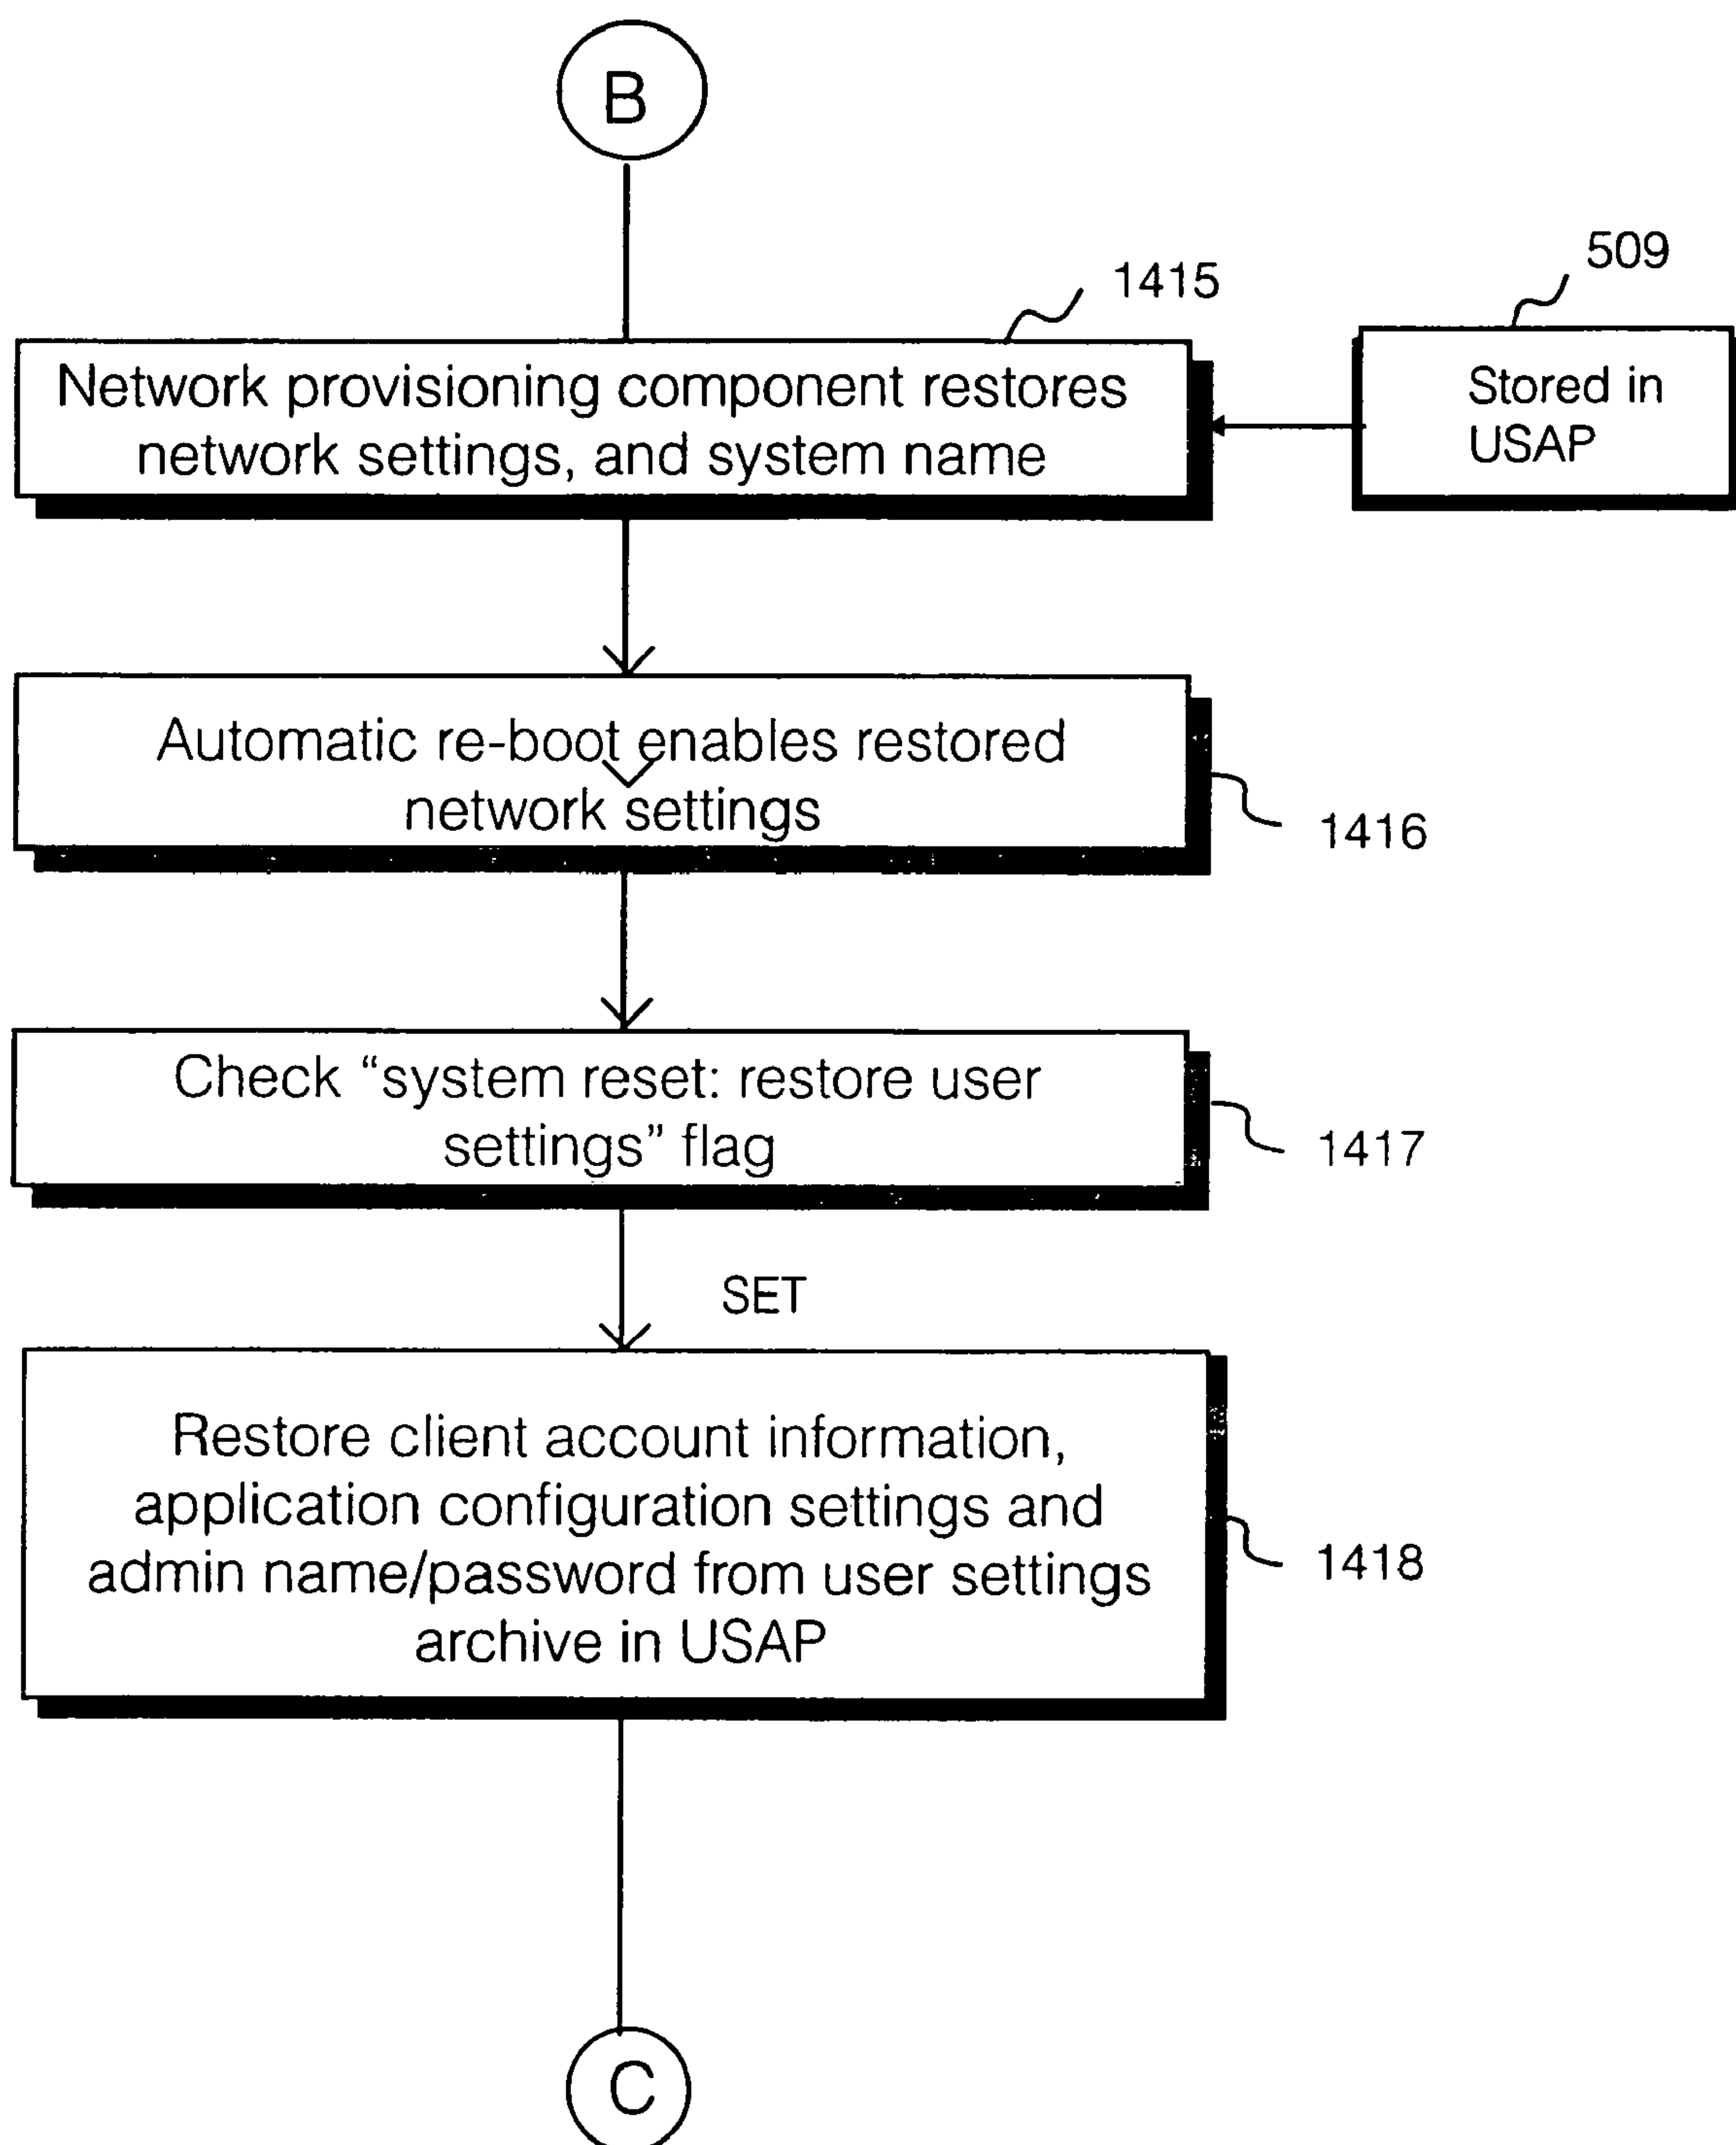 B
1415
509
Network provisioning component restores
network settings, and system name
Stored in
USAP
Automatic re-boot enables restored
network settings
1416
Check “system reset: restore user
settings” flag
1417
SET
Restore client account information,
application configuration settings and
admin name/password from user settings
archive in USAP
1418
C